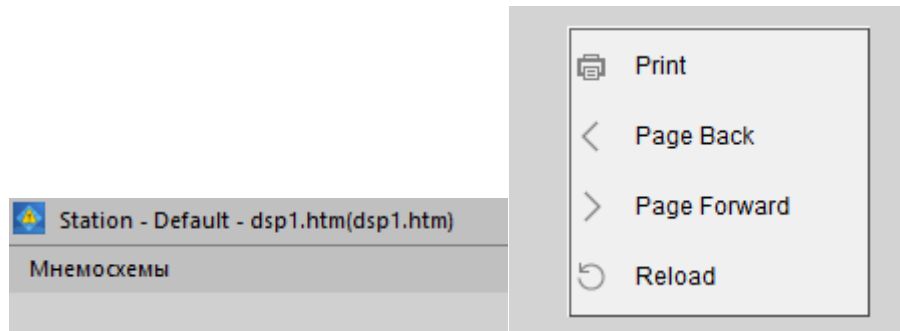 Station - Default - dsp1.htm(dsp1.htm)
Мнемосхемы
Print
Page Back
Page Forward
Reload